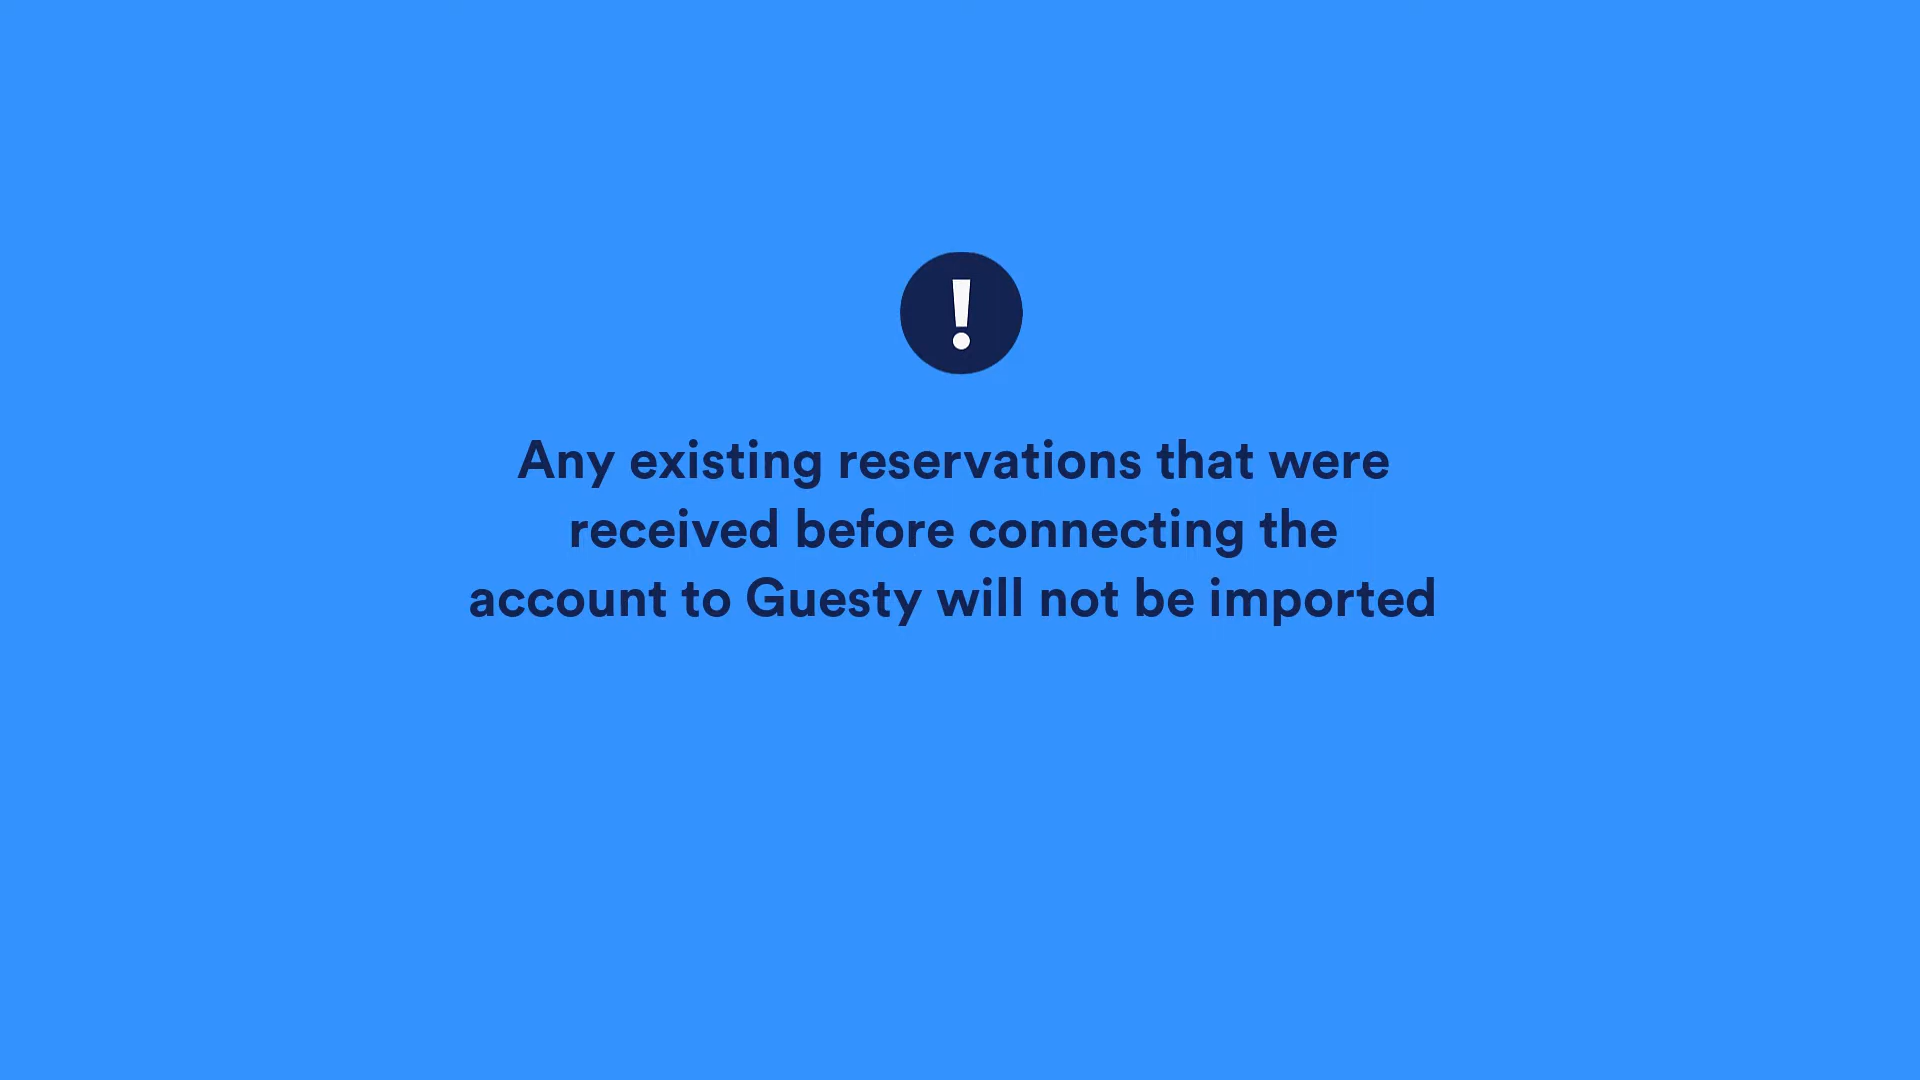 !
Any existing reservations that were
received before connecting the
account to Guesty will not be imported